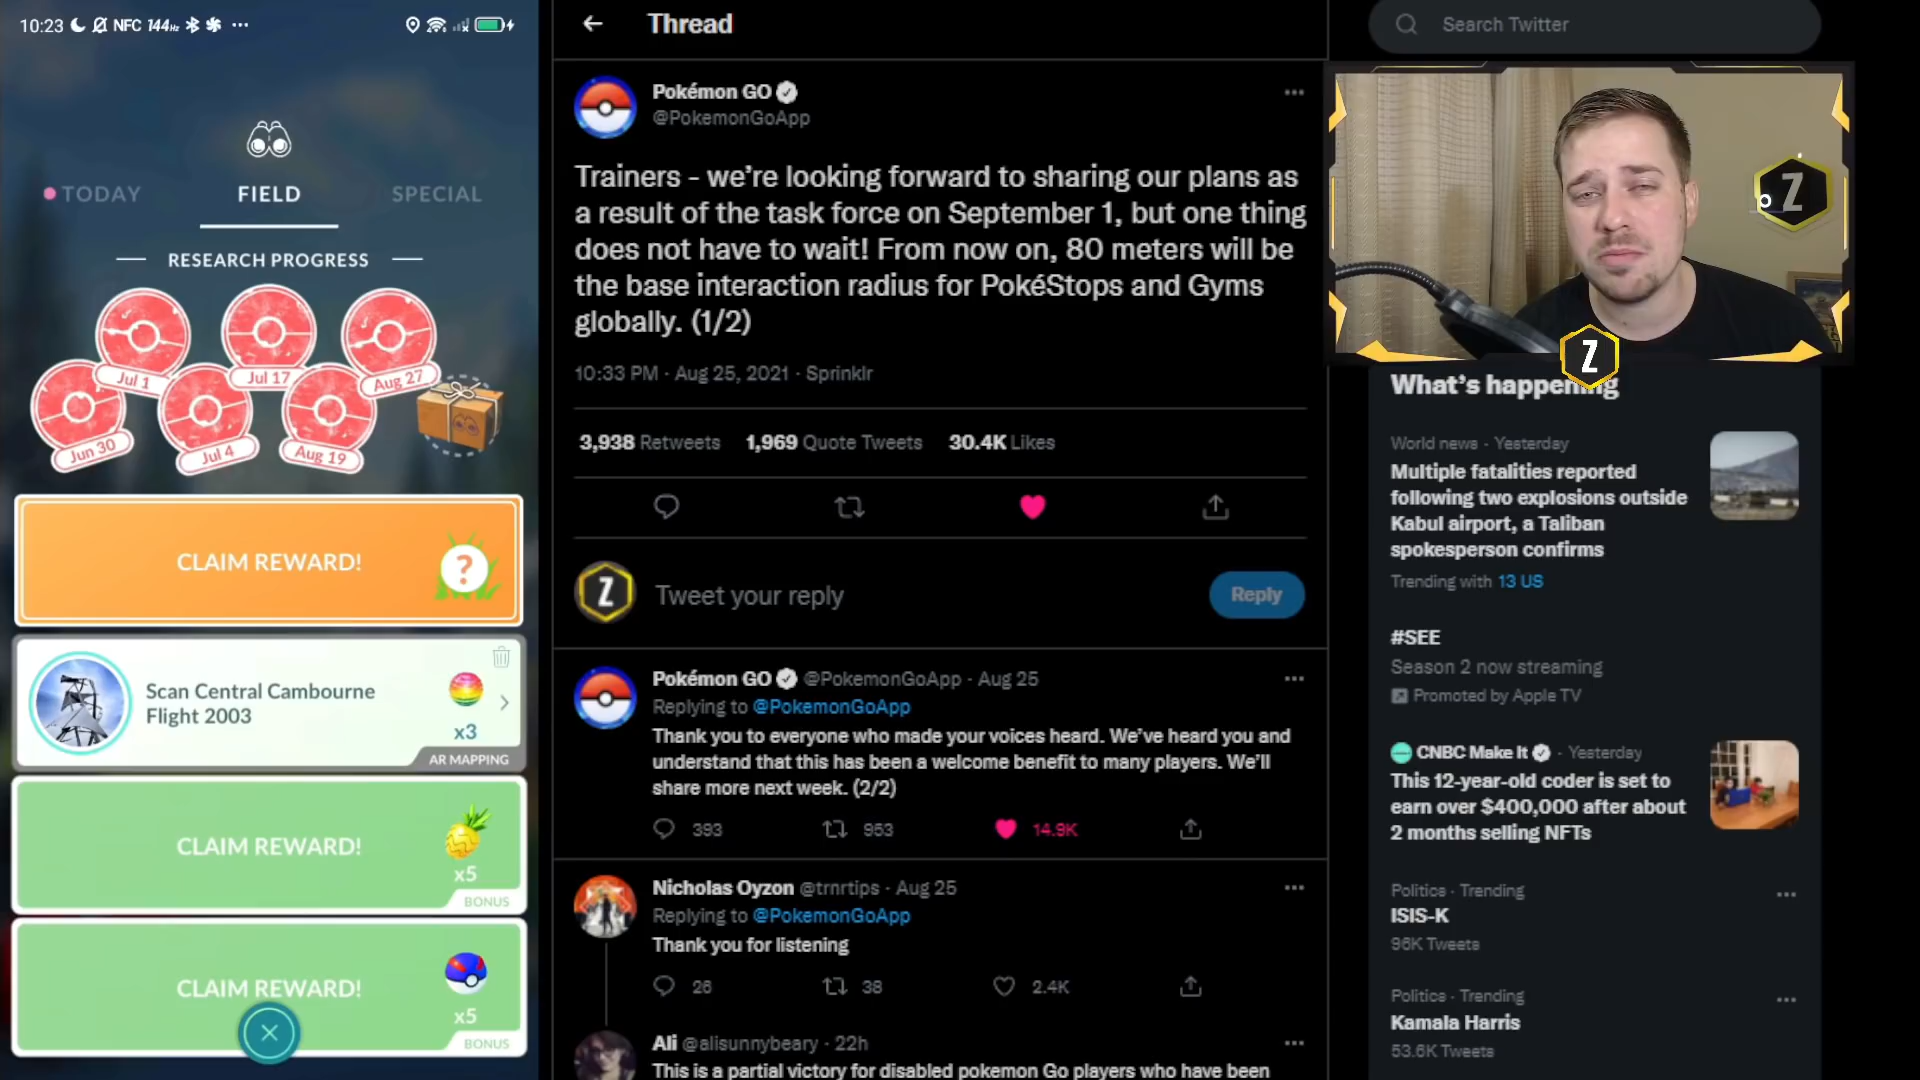 10:23 NFC 144Hz ...
TODAY FIELD SPECIAL
RESEARCH PROGRESS
Jul 1 Jul 17 Aug 27
Jun 30 Jul 4 Aug 19
CLAIM REWARD!
?
Scan Central Cambourne
Flight 2003
x3
AR MAPPING
CLAIM REWARD!
x5
BONUS
CLAIM REWARD!
x5
BONUS
Thread
Pokémon GO
@PokemonGoApp
Trainers - we're looking forward to sharing our plans as
a result of the task force on September 1, but one thing
does not have to wait! From now on, 80 meters will be
the base interaction radius for PokéStops and Gyms
globally. (1/2)
10:33 PM · Aug 25, 2021 · Sprinklr
3,938 Retweets 1,969 Quote Tweets 30.4K Likes
Z
Tweet your reply
Reply
Pokémon GO @PokemonGoApp · Aug 25
Replying to @PokemonGoApp
Thank you to everyone who made your voices heard. We've heard you and
understand that this has been a welcome benefit to many players. We'll
share more next week. (2/2)
393 953 14.9K
Nicholas Oyzon @trnrtips · Aug 25
Replying to @PokemonGoApp
Thank you for listening
26 38 2.4K
Ali @alisunnybeary · 22h
This is a partial victory for disabled pokemon Go players who have been
Search Twitter
Z
Z
What's happening
World news · Yesterday
Multiple fatalities reported
following two explosions outside
Kabul airport, a Taliban
spokesperson confirms
Trending with 13 US
#SEE
Season 2 now streaming
Promoted by Apple TV
CNBC Make It · Yesterday
This 12-year-old coder is set to
earn over $400,000 after about
2 months selling NFTs
Politics · Trending
ISIS-K
96K Tweets
Politics · Trending
Kamala Harris
53.6K Tweets